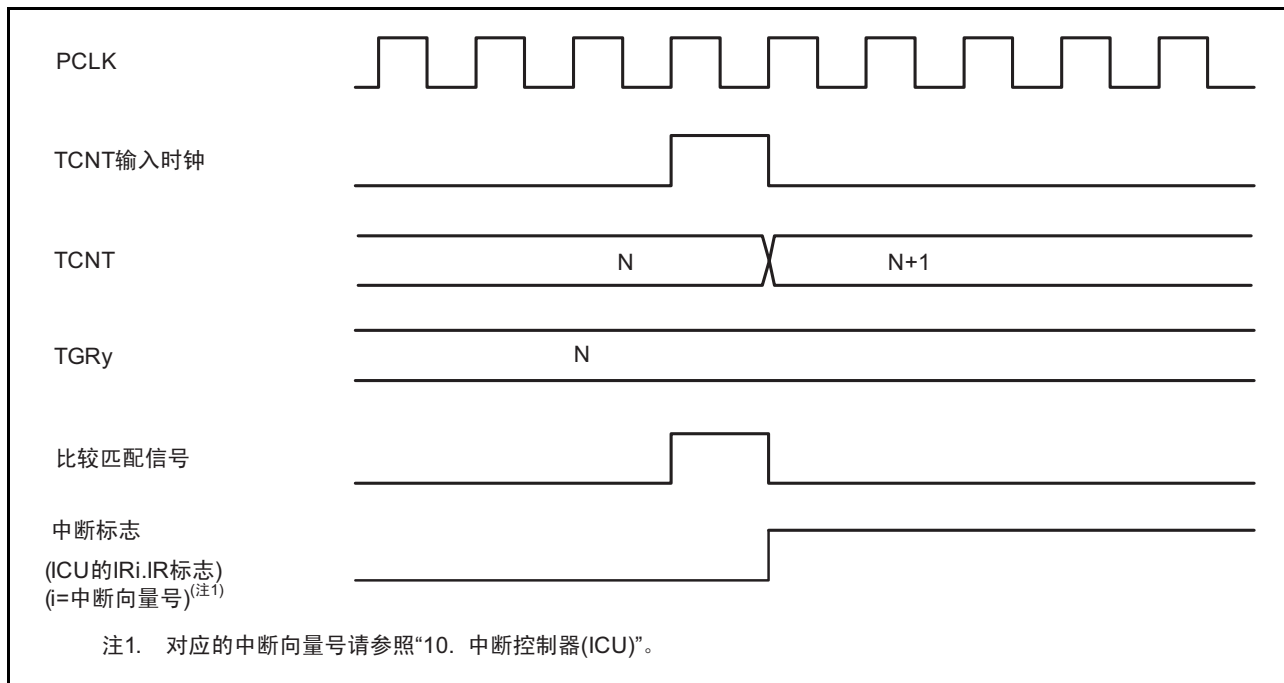 PCLK
TCNT输入时钟
TCNT
N
N+1
TGRy
N
比较匹配信号
中断标志
(ICU的IRi.IR标志)
(i=中断向量号)(注1)
注1. 对应的中断向量号请参照“10. 中断控制器(ICU)”。